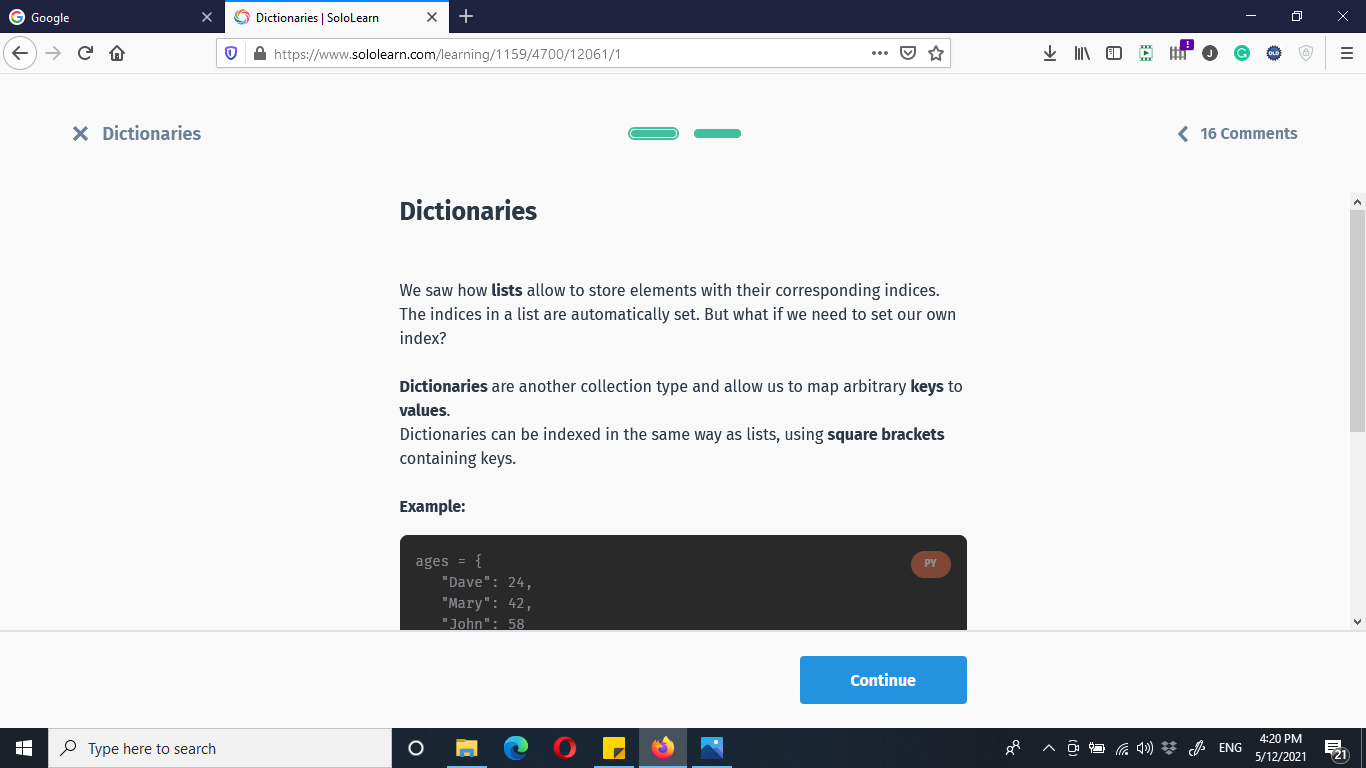 Google
Dictionaries | SoloLearn
https://www.sololearn.com/learning/1159/4700/12061/1
!
J
G
OLD
Dictionaries
16 Comments
Dictionaries
We saw how lists allow to store elements with their corresponding indices.
The indices in a list are automatically set. But what if we need to set our own
index?
Dictionaries are another collection type and allow us to map arbitrary keys to
values.
Dictionaries can be indexed in the same way as lists, using square brackets
containing keys.
Example:
ages = {
PY
"Dave": 24,
"Mary": 42,
"John": 58
Continue
Type here to search
ENG
4:20 PM
5/12/2021
21